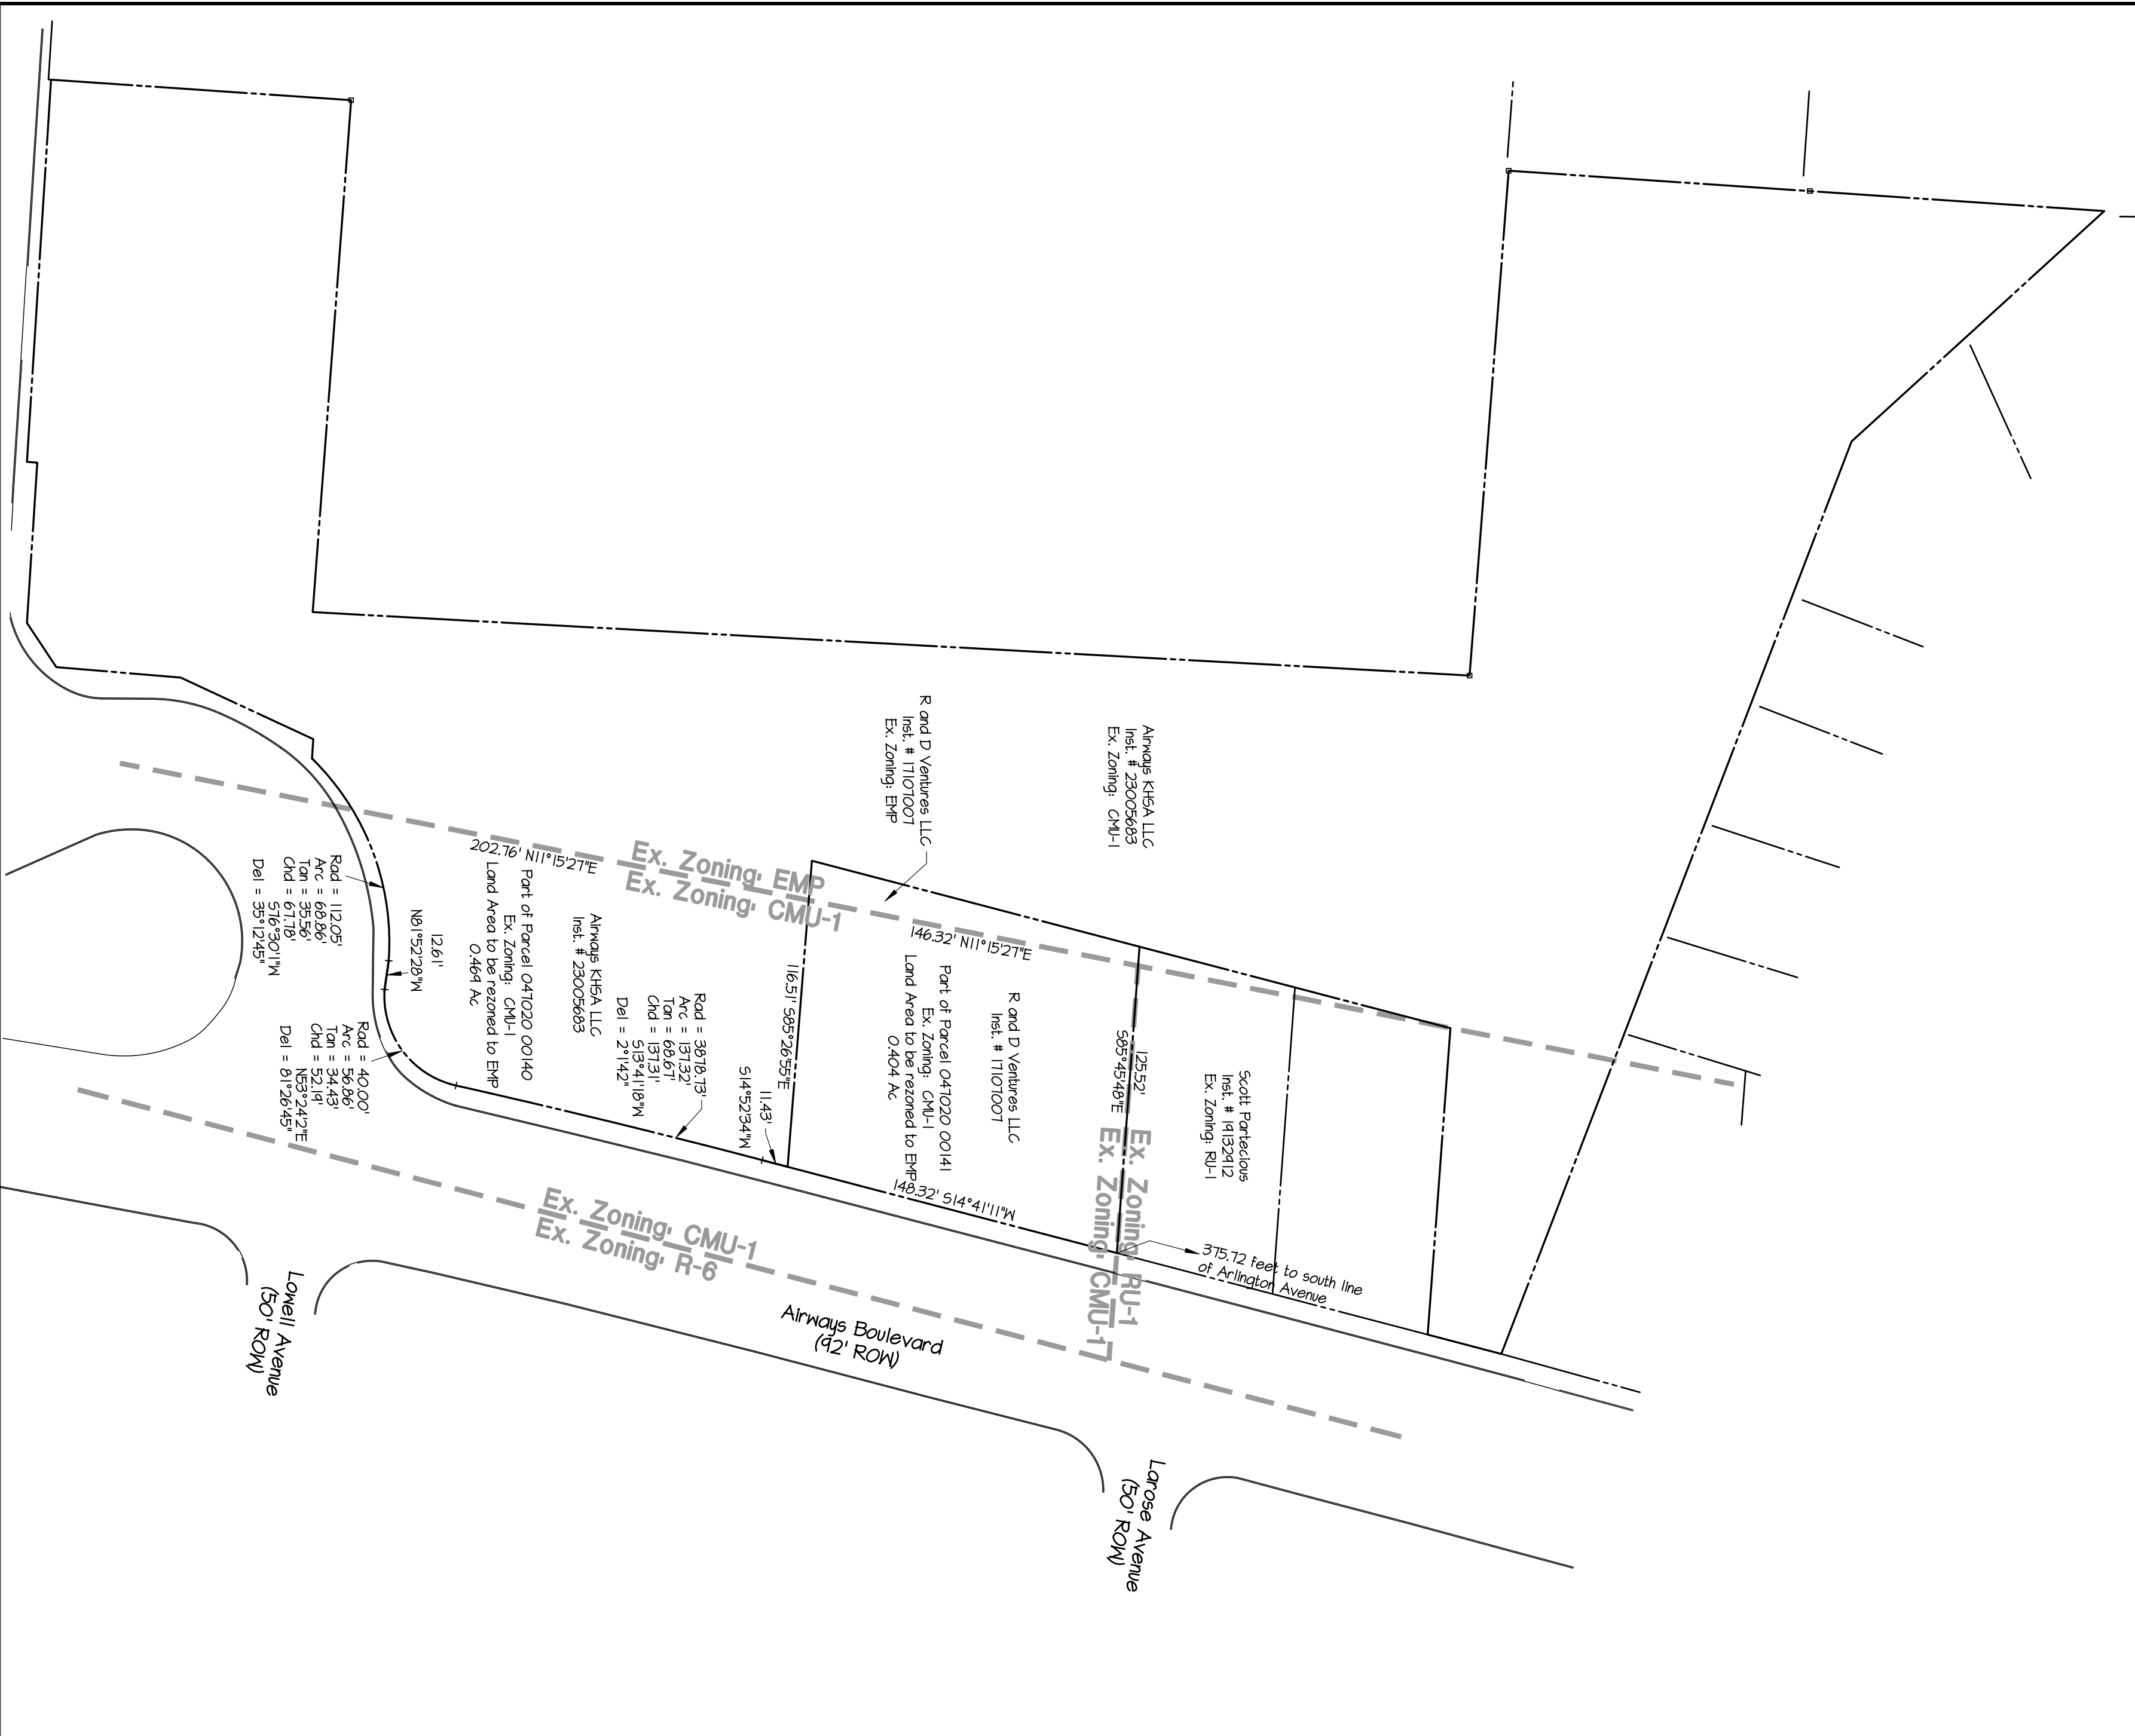 Airways KHSA LLC
Inst. # 23005683
Ex. Zoning: CMU-1
R and D Ventures LLC
Inst. # 17107007
Ex. Zoning: EMP
Ex. Zoning, EMP
Ex. Zoning, CMU-1
202.76' N11°15'27"E
Part of Parcel 047020 00140
Ex. Zoning: CMU-1
Land Area to be rezoned to EMP
0.469 Ac
Airways KHSA LLC
Inst. # 23005683
146.32' N11°15'27"E
R and D Ventures LLC
Inst. # 17107007
Part of Parcel 047020 00141
Ex. Zoning: CMU-1
Land Area to be rezoned to EMP
0.404 Ac
116.51' S85°26'55"E
125.52'
S85°45'48"E
Scott Partecious
Inst. # 19132912
Ex. Zoning: RU-1
Rad = 112.05'
Arc = 68.86'
Tan = 35.56'
Chd = 67.78'
S76°30'1"W
Del = 35°12'45"
12.61'
N81°52'28"W
Rad = 40.00'
Arc = 56.86'
Tan = 34.43'
Chd = 52.19'
N53°24'2"E
Del = 81°26'45"
Rad = 3878.73'
Arc = 137.32'
Tan = 68.67'
Chd = 137.31'
S13°41'18"W
Del = 2°1'42"
11.43'
S14°52'34"W
148.32' S14°41'11"W
Ex. Zoning, RU-1
Ex. Zoning, CMU-1
375.72 feet to south line
of Arlington Avenue
Ex. Zoning, CMU-1
Ex. Zoning, R-6
Airways Boulevard
(92' ROW)
Lowell Avenue
(50' ROW)
Larose Avenue
(50' ROW)